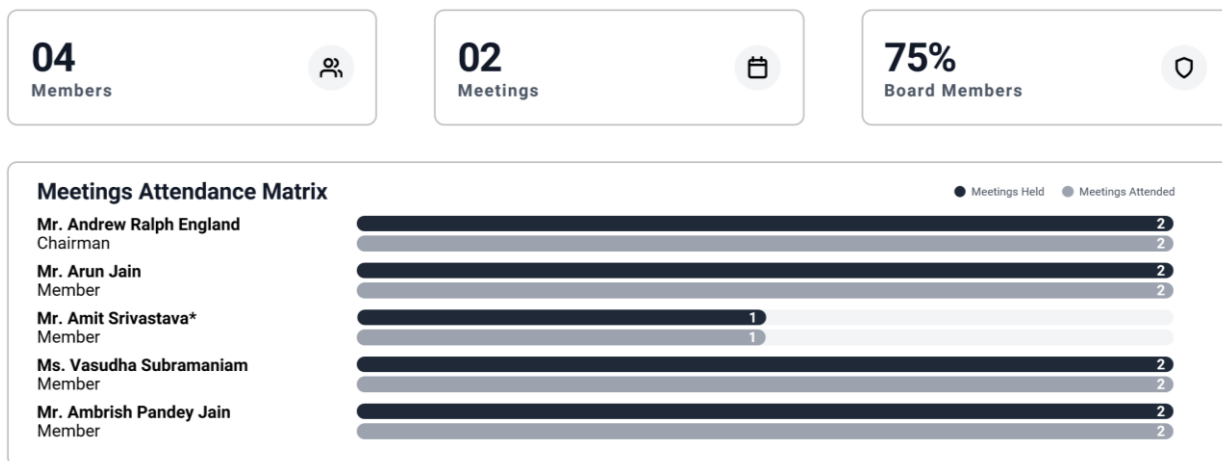 04
Members
02
Meetings
75%
Board Members
Meetings Attendance Matrix
Meetings Held
Meetings Attended
Mr. Andrew Ralph England
Chairman
2
2
Mr. Arun Jain
Member
2
2
Mr. Amit Srivastava*
Member
1
1
Ms. Vasudha Subramaniam
Member
2
2
Mr. Ambrish Pandey Jain
Member
2
2